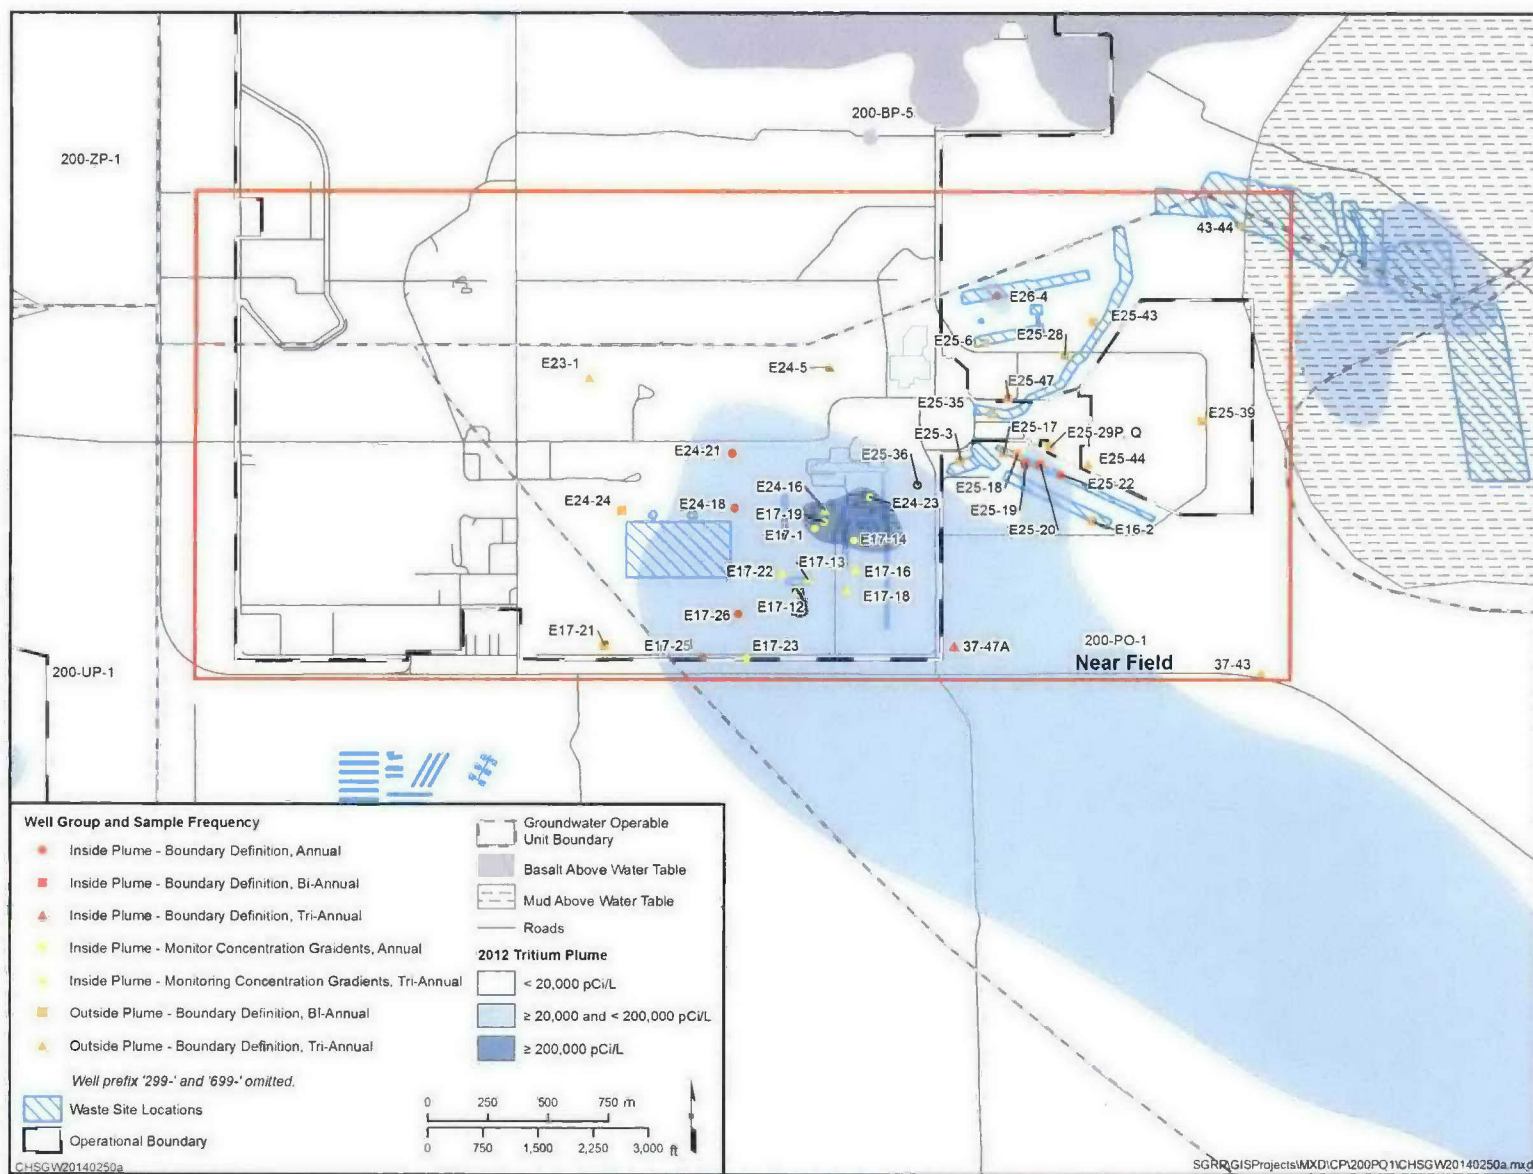 200-BP-5
200-ZP-1
43-44
E26-4
E25-43
E25-28
E25-6
E23-1
E24-5
E25-47
E25-35
E25-39
E25-17
E25-29P, Q
E25-3
E24-21
E25-36
E25-44
E24-16
E25-18
E25-22
E24-24
E24-18
E24-23
E17-19
E25-19
E17-1
E25-20
E16-2
E17-14
E17-13
E17-22
E17-16
E17-12
E17-18
E17-26
E17-21
200-PO-1
E17-25
E17-23
37-47A
Near Field
37-43
200-UP-1
Well Group and Sample Frequency
Inside Plume - Boundary Definition, Annual
Inside Plume - Boundary Definition, Bi-Annual
Inside Plume - Boundary Definition, Tri-Annual
Inside Plume - Monitor Concentration Graidents, Annual
Inside Plume - Monitoring Concentration Gradients, Tri-Annual
Outside Plume - Boundary Definition, BI-Annual
Outside Plume - Boundary Definition, Tri-Annual
Well prefix '299-' and '699-' omitted.
Waste Site Locations
Operational Boundary
Groundwater Operable
Unit Boundary
Basalt Above Water Table
Mud Above Water Table
Roads
2012 Tritium Plume
< 20,000 pCi/L
≥ 20,000 and < 200,000 pCi/L
≥ 200,000 pCi/L
0 250 500 750 m
0 750 1,500 2,250 3,000 ft
CHSGW20140250a
SGRP\GISProjects\MXD\CP\200PO1\CHSGW20140250a.mxd